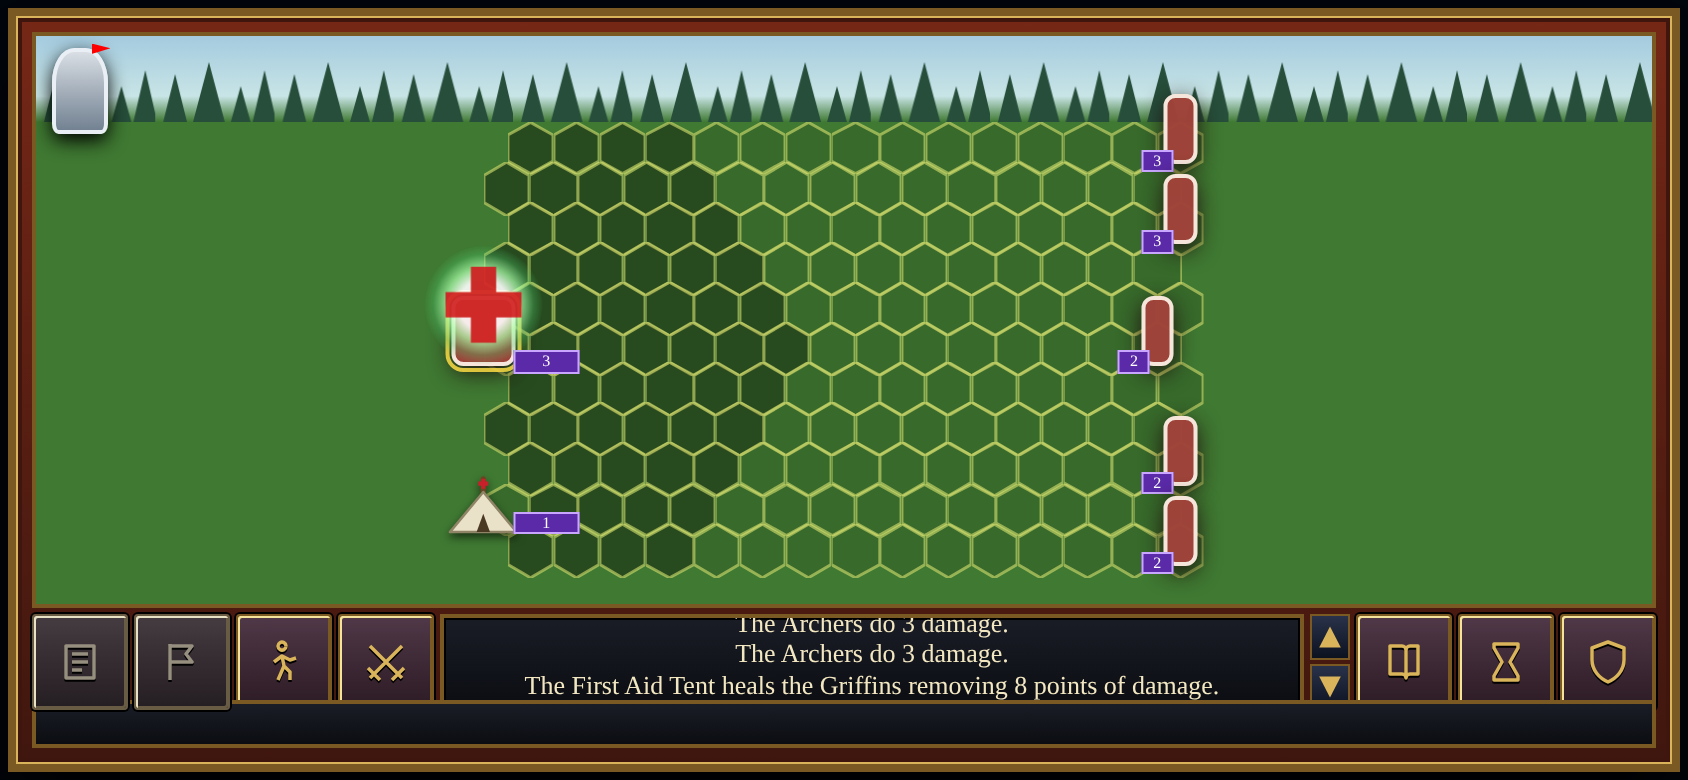 3
3
3
2
2
1
2
The Archers do 3 damage.
The Archers do 3 damage.
The First Aid Tent heals the Griffins removing 8 points of damage.